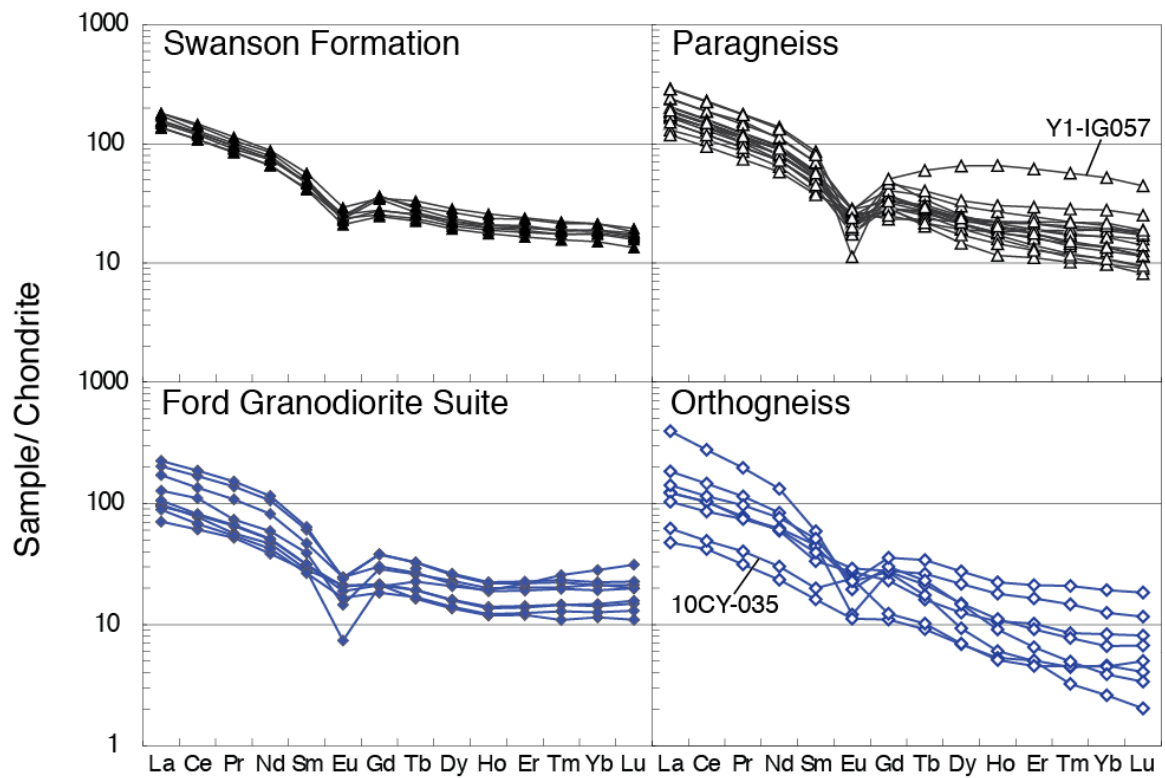 1000
Swanson Formation
Paragneiss
Y1-IG057
100
10
Sample/ Chondrite
1000
Ford Granodiorite Suite
Orthogneiss
100
10CY-035
10
1
La Ce Pr Nd Sm Eu Gd Tb Dy Ho Er Tm Yb Lu
La Ce Pr Nd Sm Eu Gd Tb Dy Ho Er Tm Yb Lu